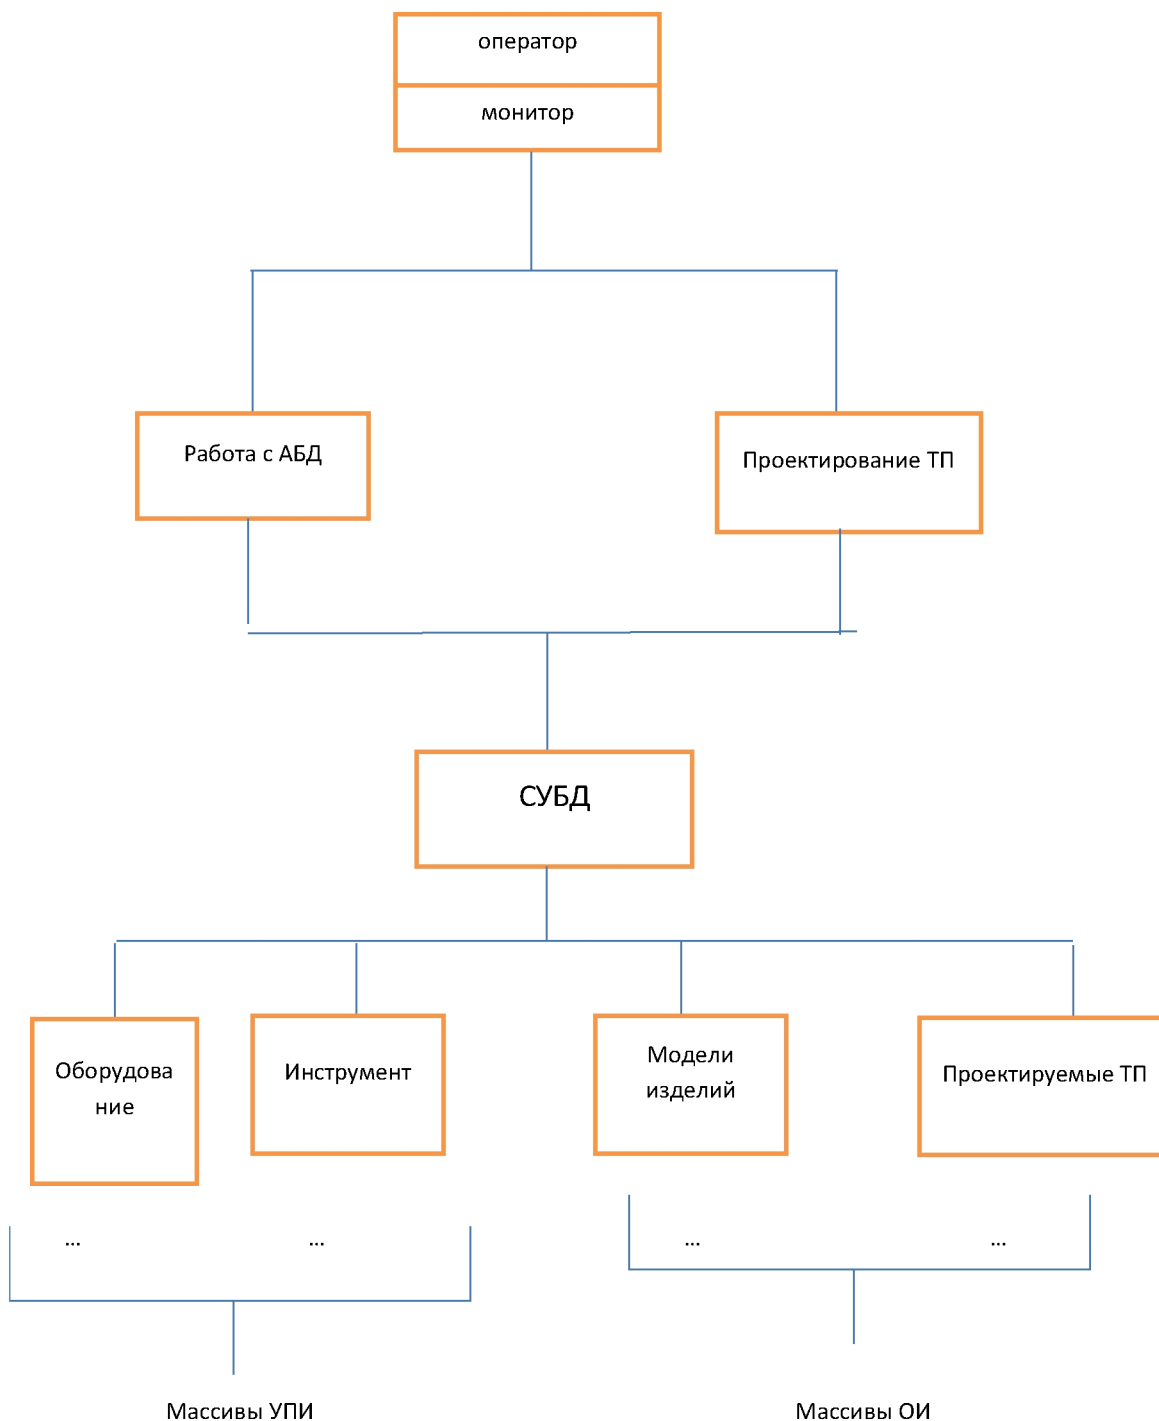 оператор
монитор
Работа с АБД
Проектирование ТП
СУБД
Оборудова
ние
Инструмент
Модели
изделий
Проектируемые ТП
...
...
...
...
Массивы УПИ
Массивы ОИ